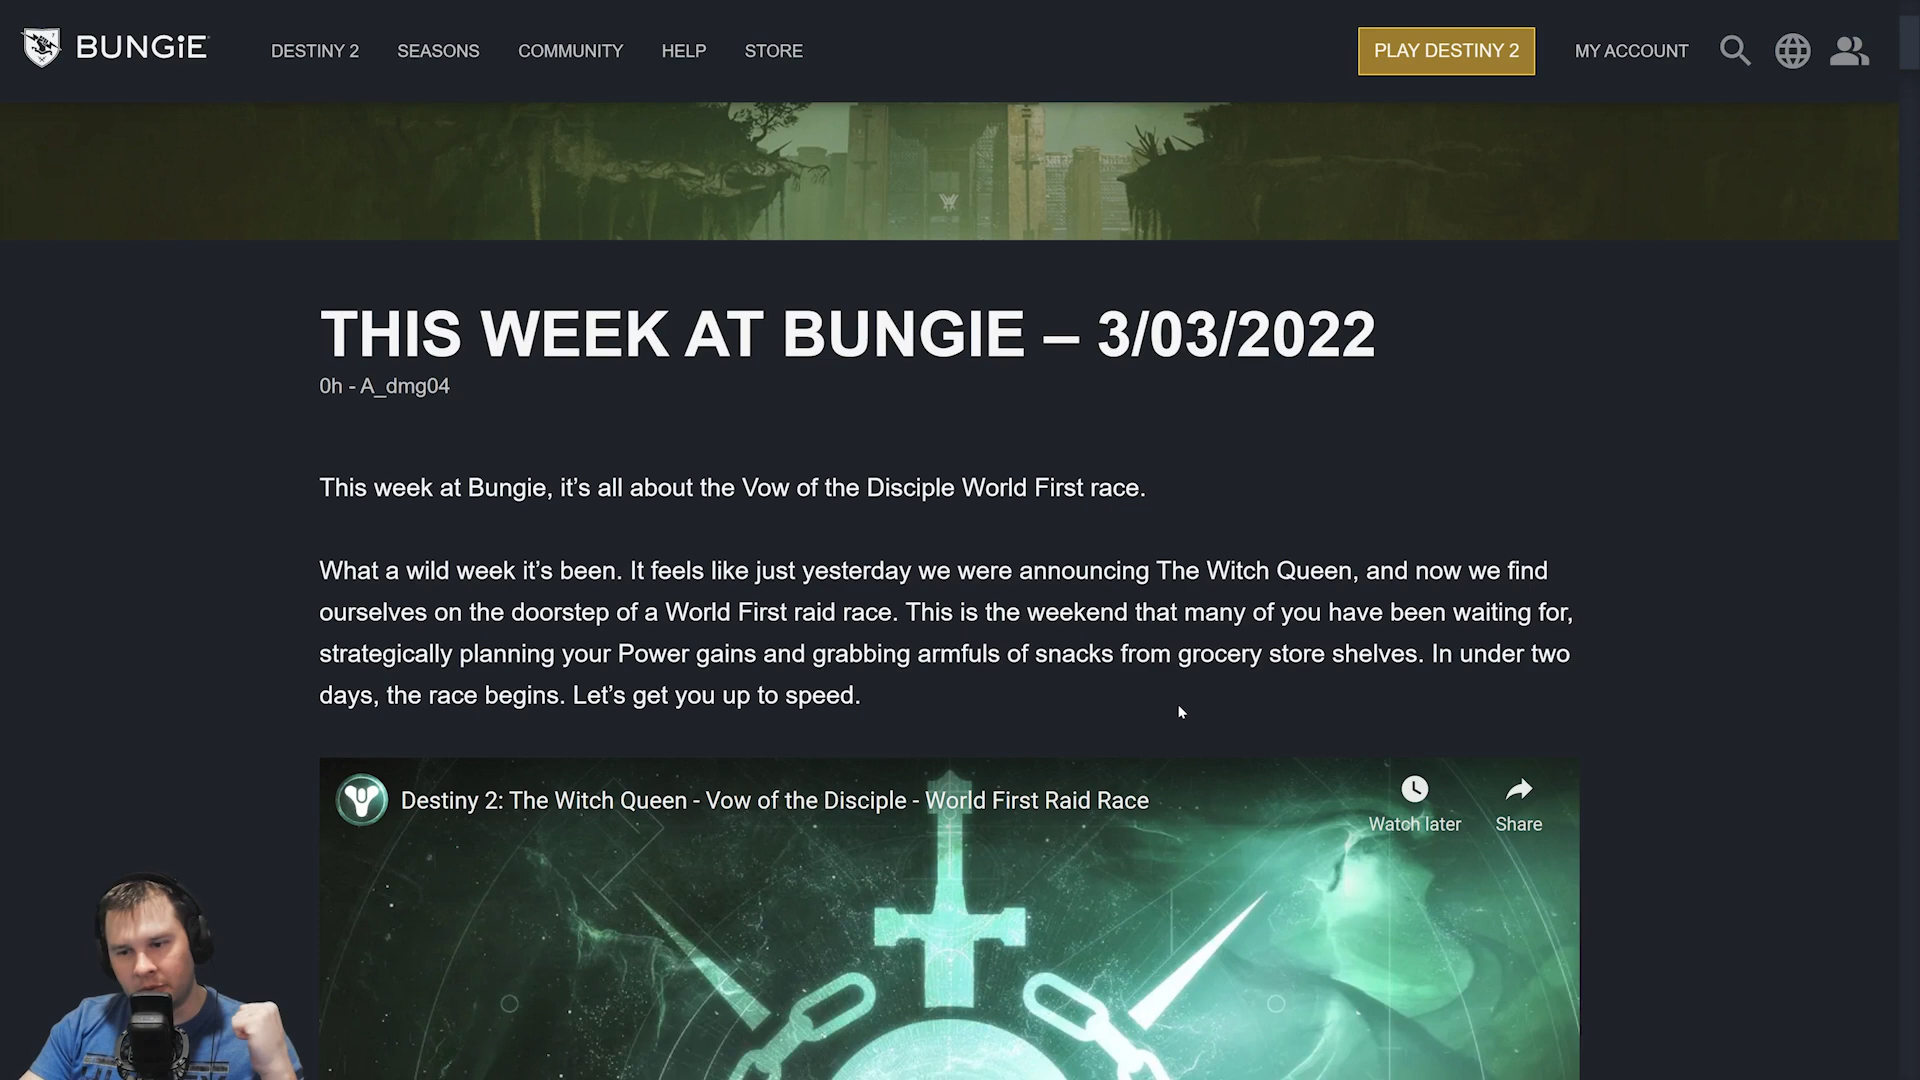 BUNGiE
DESTINY 2 SEASONS COMMUNITY HELP STORE
PLAY DESTINY 2 MY ACCOUNT
THIS WEEK AT BUNGIE – 3/03/2022
0h - A_dmg04
This week at Bungie, it’s all about the Vow of the Disciple World First race.
What a wild week it’s been. It feels like just yesterday we were announcing The Witch Queen, and now we find
ourselves on the doorstep of a World First raid race. This is the weekend that many of you have been waiting for,
strategically planning your Power gains and grabbing armfuls of snacks from grocery store shelves. In under two
days, the race begins. Let’s get you up to speed.
Destiny 2: The Witch Queen - Vow of the Disciple - World First Raid Race
Watch later Share